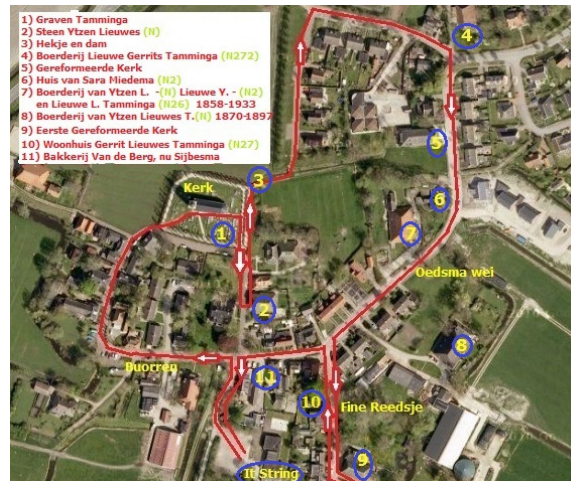 1) Graven Tamminga
2) Steen Ytzen Lieuwes (N)
3) Hekje en dam
4) Boerderij Lieuwe Gerrits Tamminga (N272)
5) Gereformeerde Kerk
6) Huis van Sara Miedema (N2)
7) Boerderij van Ytzen L. -(N) Lieuwe Y. - (N2)
en Lieuwe L. Tamminga (N26) 1858-1933
8) Boerderij van Ytzen Lieuwes T.(N) 1870-1897
9) Eerste Gereformeerde Kerk
10) Woonhuis Gerrit Lieuwes Tamminga (N27)
11) Bakkerij Van de Berg, nu Sijbesma
4
5
Kerk
3
6
1
7
Oedsma wei
2
8
Buorren
11
10
Fine Reedsje
9
It String